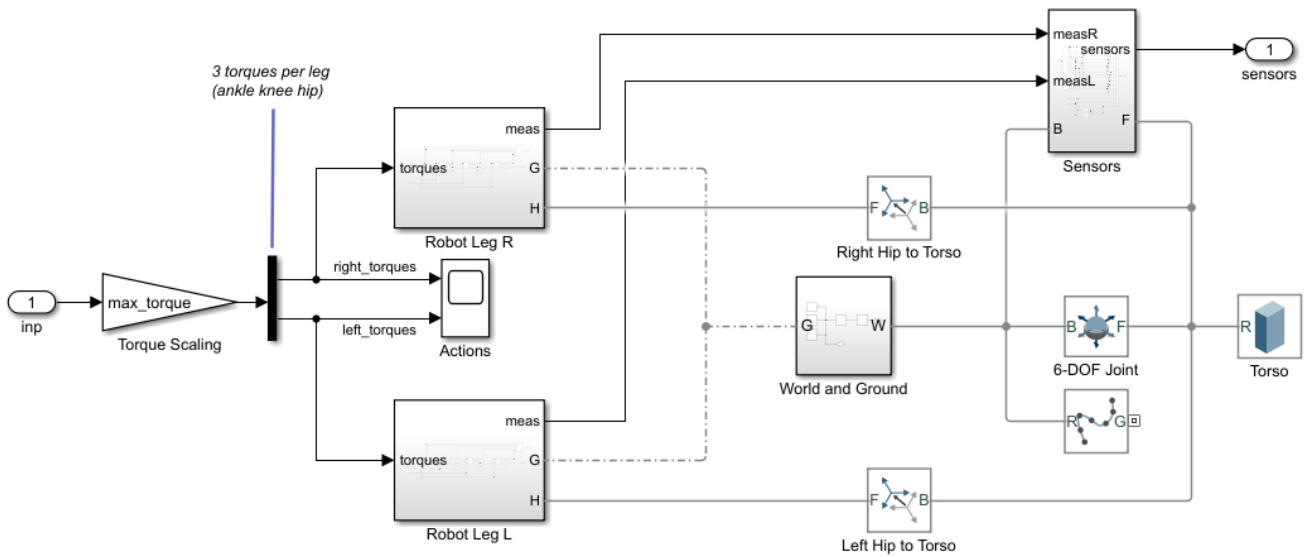 3 torques per leg
(ankle knee hip)
1
inp
max_torque
Torque Scaling
right_torques
left_torques
Actions
torques
meas
G
H
Robot Leg R
torques
meas
G
H
Robot Leg L
measR
measL
sensors
B
F
Sensors
1
sensors
F
B
Right Hip to Torso
G
W
World and Ground
B
F
6-DOF Joint
R
G
R
Torso
F
B
Left Hip to Torso